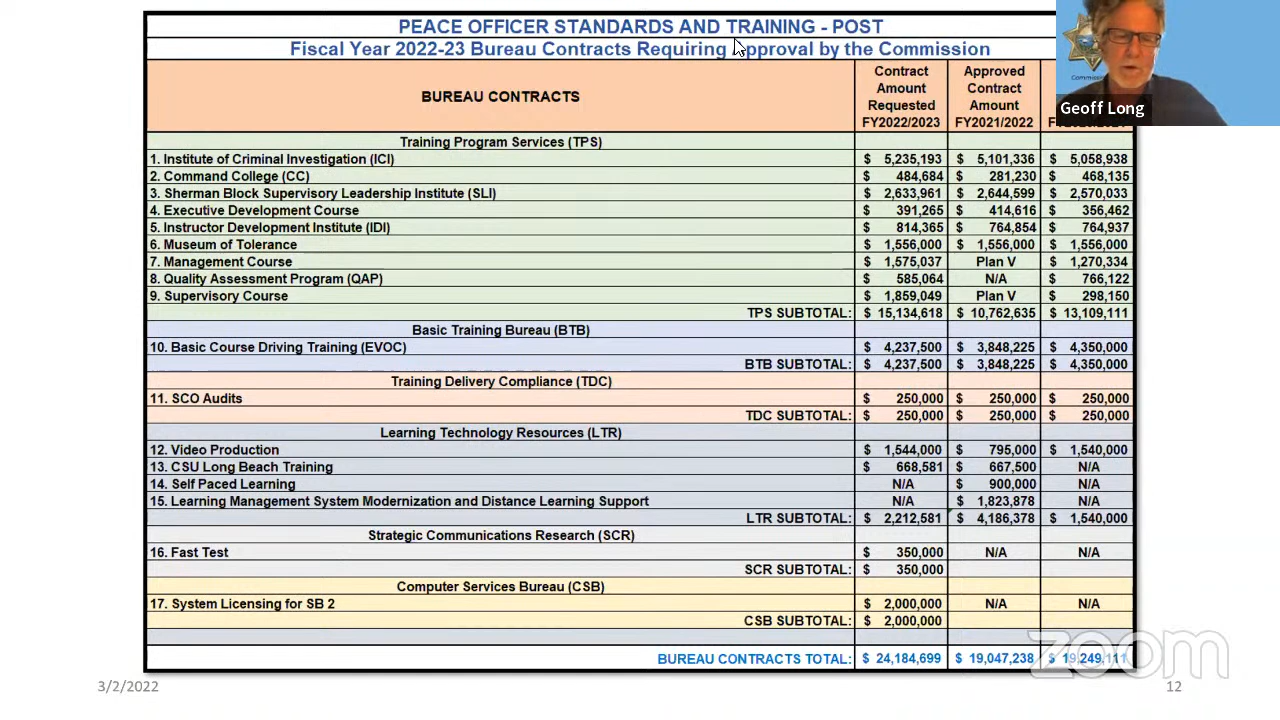 PEACE OFFICER STANDARDS AND TRAINING - POST
Fiscal Year 2022-23 Bureau Contracts Requiring Approval by the Commission
BUREAU CONTRACTS
Contract Amount Requested FY2022/2023
Approved Contract Amount FY2021/2022
Geoff Long
Training Program Services (TPS)
1. Institute of Criminal Investigation (ICI) $ 5,235,193 $ 5,101,336 $ 5,058,938
2. Command College (CC) $ 484,684 $ 281,230 $ 468,135
3. Sherman Block Supervisory Leadership Institute (SLI) $ 2,633,961 $ 2,644,599 $ 2,570,033
4. Executive Development Course $ 391,265 $ 414,616 $ 356,462
5. Instructor Development Institute (IDI) $ 814,365 $ 764,854 $ 764,937
6. Museum of Tolerance $ 1,556,000 $ 1,556,000 $ 1,556,000
7. Management Course $ 1,575,037 Plan V $ 1,270,334
8. Quality Assessment Program (QAP) $ 585,064 N/A $ 766,122
9. Supervisory Course $ 1,859,049 Plan V $ 298,150
TPS SUBTOTAL: $ 15,134,618 $ 10,762,635 $ 13,109,111
Basic Training Bureau (BTB)
10. Basic Course Driving Training (EVOC) $ 4,237,500 $ 3,848,225 $ 4,350,000
BTB SUBTOTAL: $ 4,237,500 $ 3,848,225 $ 4,350,000
Training Delivery Compliance (TDC)
11. SCO Audits $ 250,000 $ 250,000 $ 250,000
TDC SUBTOTAL: $ 250,000 $ 250,000 $ 250,000
Learning Technology Resources (LTR)
12. Video Production $ 1,544,000 $ 795,000 $ 1,540,000
13. CSU Long Beach Training $ 668,581 $ 667,500 N/A
14. Self Paced Learning N/A $ 900,000 N/A
15. Learning Management System Modernization and Distance Learning Support N/A $ 1,823,878 N/A
LTR SUBTOTAL: $ 2,212,581 $ 4,186,378 $ 1,540,000
Strategic Communications Research (SCR)
16. Fast Test $ 350,000 N/A N/A
SCR SUBTOTAL: $ 350,000
Computer Services Bureau (CSB)
17. System Licensing for SB 2 $ 2,000,000 N/A N/A
CSB SUBTOTAL: $ 2,000,000
BUREAU CONTRACTS TOTAL: $ 24,184,699 $ 19,047,238 $ 19,249,111
zoom
3/2/2022
12